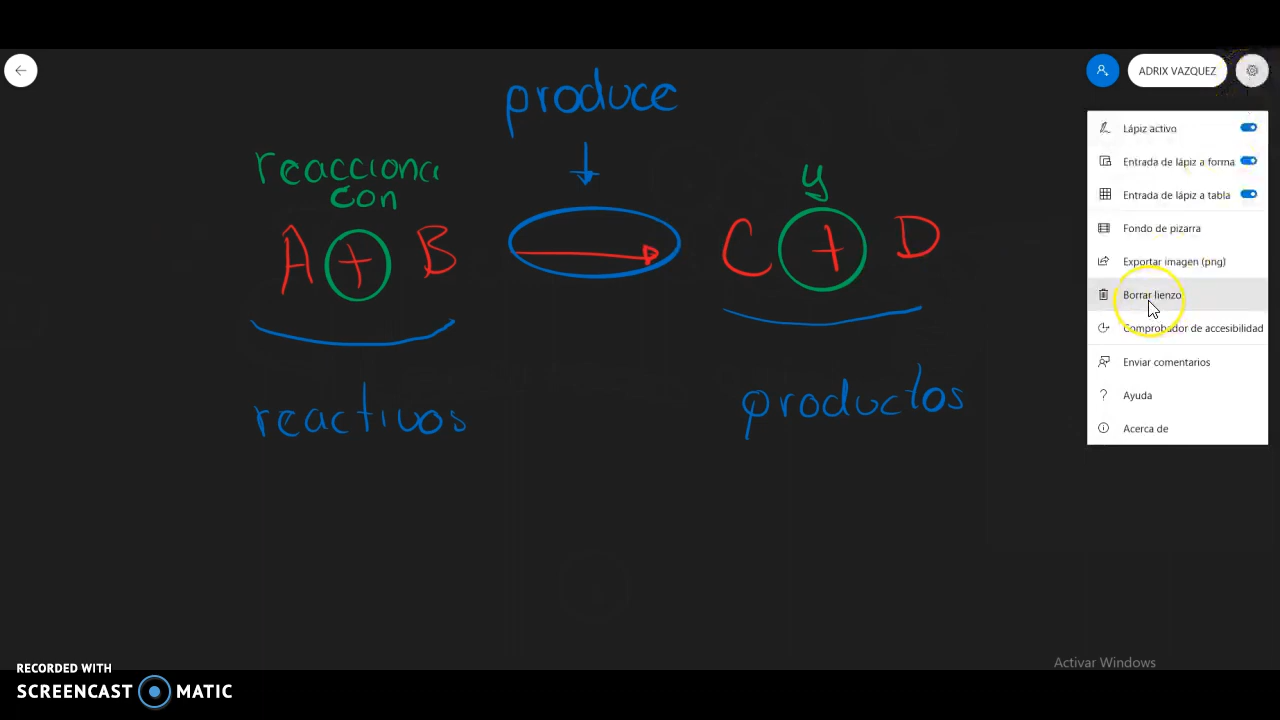 produce
ADRIX VAZQUEZ
reacciona
con
y
A + B
C + D
reactivos
productos
Lápiz activo
Entrada de lápiz a forma
Entrada de lápiz a tabla
Fondo de pizarra
Exportar imagen (png)
Borrar lienzo
Comprobador de accesibilidad
Enviar comentarios
Ayuda
Acerca de
Activar Windows
RECORDED WITH
SCREENCAST MATIC